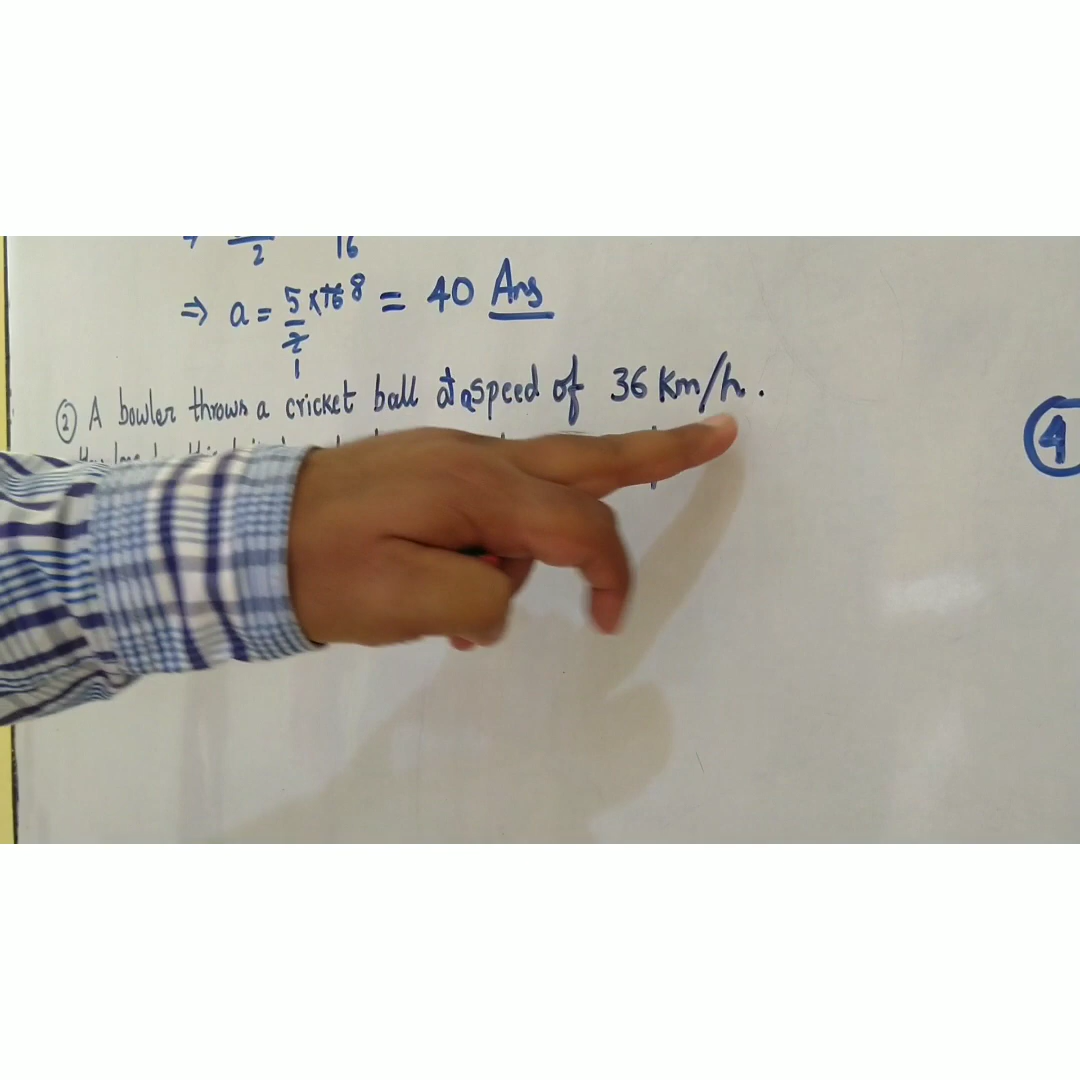 2 16
⇒ a = 5/2 × 16 8 = 40 Ans
1
② A bowler throws a cricket ball at a speed of 36 Km/h.
④